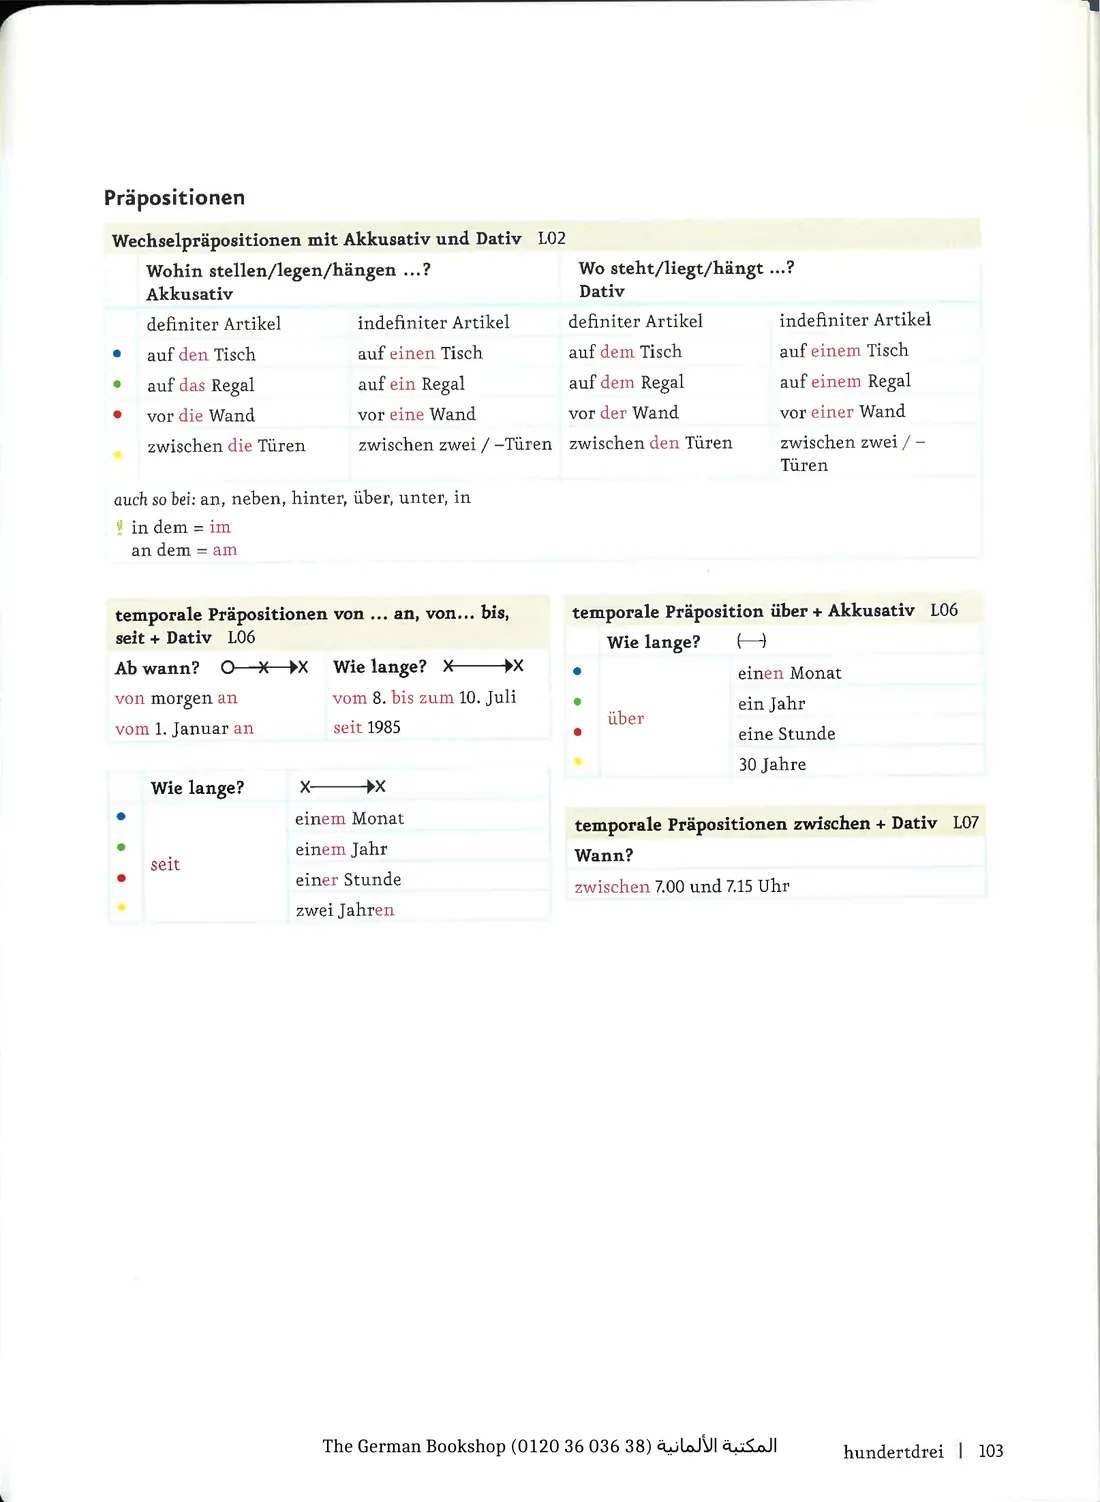 Präpositionen
Wechselpräpositionen mit Akkusativ und Dativ L02
Wohin stellen/legen/hängen ...?
Akkusativ
Wo steht/liegt/hängt ...?
Dativ
definiter Artikel indefiniter Artikel definiter Artikel indefiniter Artikel
auf den Tisch auf einen Tisch auf dem Tisch auf einem Tisch
auf das Regal auf ein Regal auf dem Regal auf einem Regal
vor die Wand vor eine Wand vor der Wand vor einer Wand
zwischen die Türen zwischen zwei / –Türen zwischen den Türen zwischen zwei / –
Türen
auch so bei: an, neben, hinter, über, unter, in
! in dem = im
an dem = am
temporale Präpositionen von ... an, von... bis,
seit + Dativ L06
Ab wann? Wie lange?
von morgen an vom 8. bis zum 10. Juli
vom 1. Januar an seit 1985
Wie lange?
seit
einem Monat
einem Jahr
einer Stunde
zwei Jahren
temporale Präposition über + Akkusativ L06
Wie lange?
über
einen Monat
ein Jahr
eine Stunde
30 Jahre
temporale Präpositionen zwischen + Dativ L07
Wann?
zwischen 7.00 und 7.15 Uhr
The German Bookshop (0120 36 036 38) المكتبة الألمانية
hundertdrei | 103